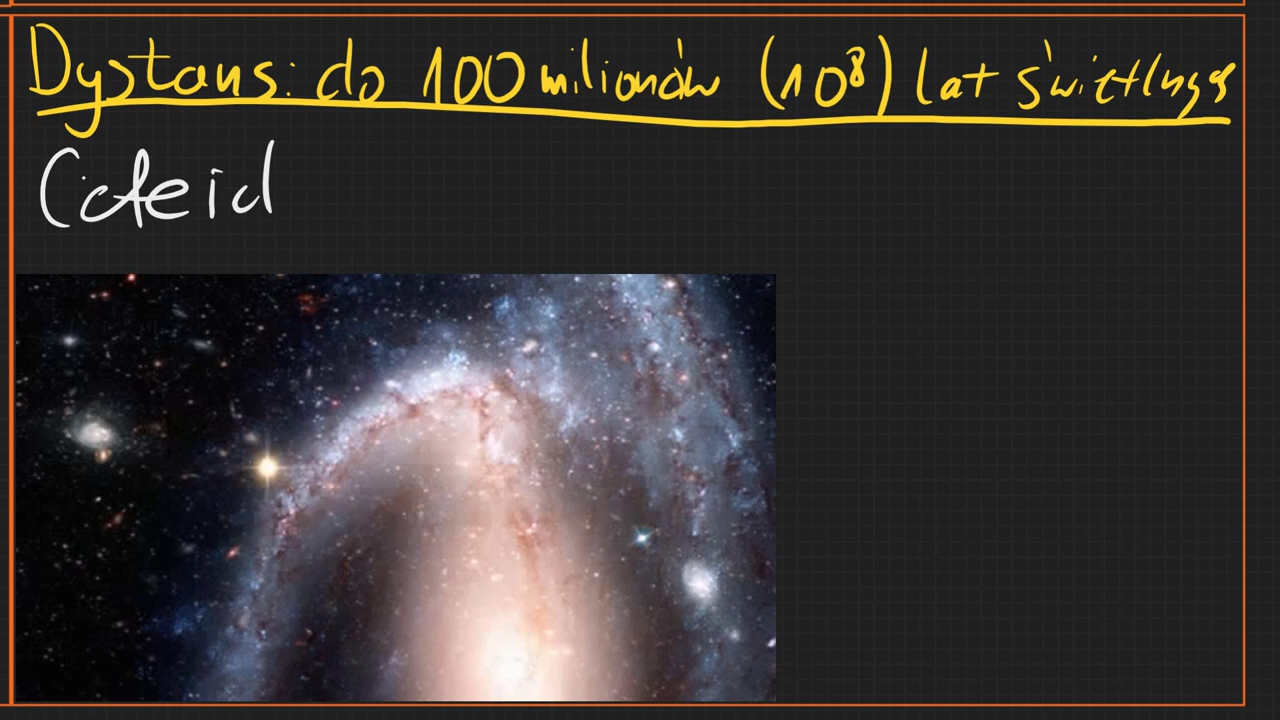 Dystans: do 100 milionów (10⁸) lat świetlnych
Cefeid